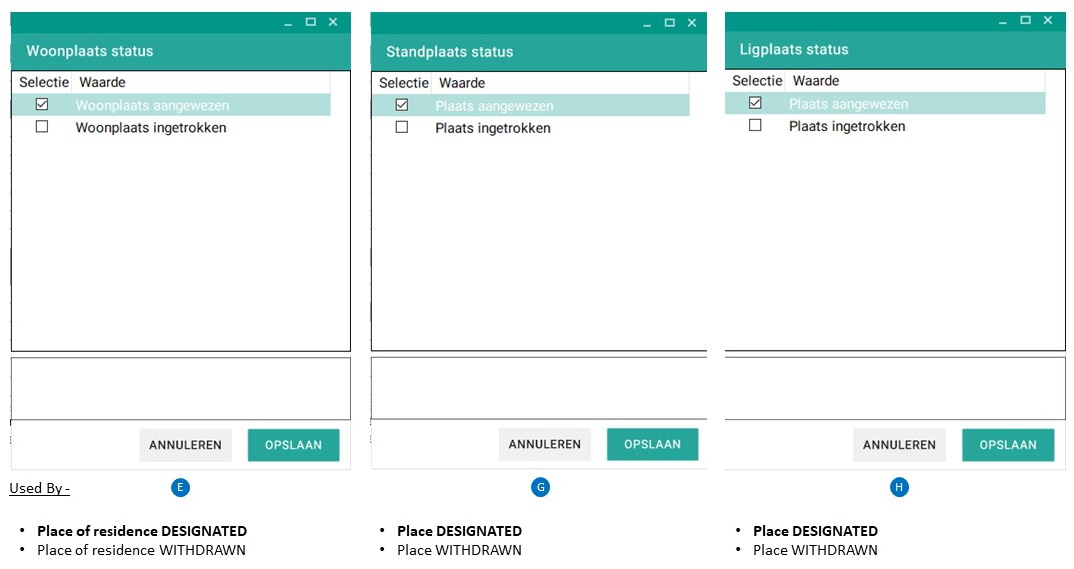 Woonplaats status
Selectie Waarde
Woonplaats aangewezen
Woonplaats ingetrokken
ANNULEREN OPSLAAN
Standplaats status
Selectie Waarde
Plaats aangewezen
Plaats ingetrokken
ANNULEREN OPSLAAN
Ligplaats status
Selectie Waarde
Plaats aangewezen
Plaats ingetrokken
ANNULEREN OPSLAAN
Used By -
E
• Place of residence DESIGNATED
• Place of residence WITHDRAWN
G
• Place DESIGNATED
• Place WITHDRAWN
H
• Place DESIGNATED
• Place WITHDRAWN